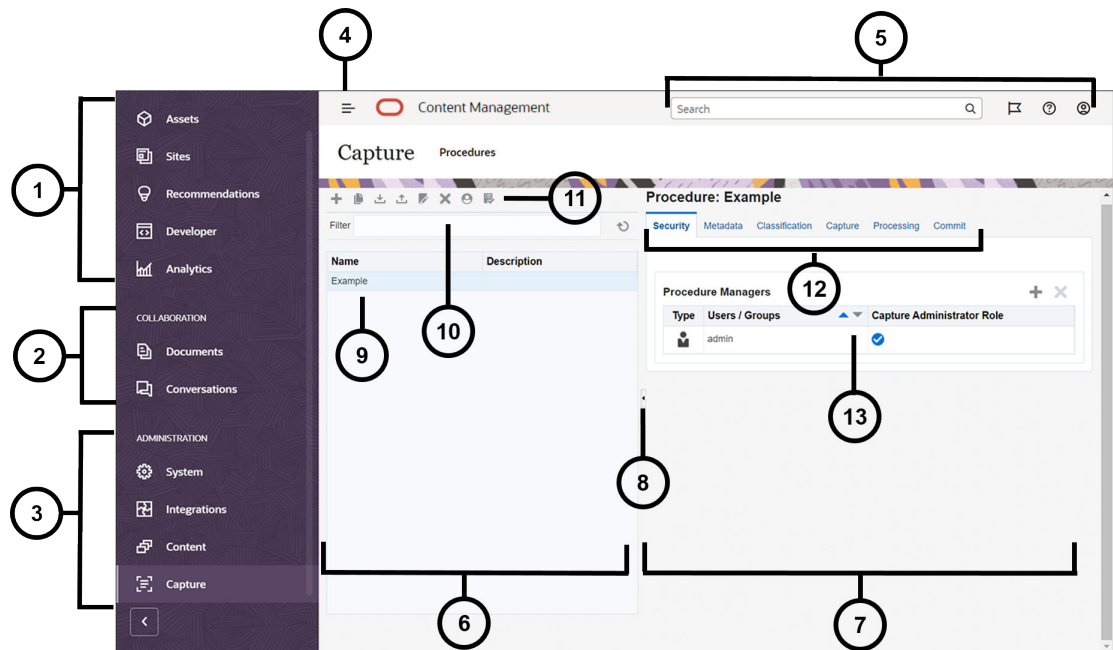 4
5
1
2
3
Assets
Sites
Recommendations
Developer
Analytics
COLLABORATION
Documents
Conversations
ADMINISTRATION
System
Integrations
Content
Capture
Content Management
Search
Capture Procedures
11
Filter
Name Description
Example
10
9
6
8
Procedure: Example
Security Metadata Classification Capture Processing Commit
12
Procedure Managers
Type Users / Groups Capture Administrator Role
admin
13
7